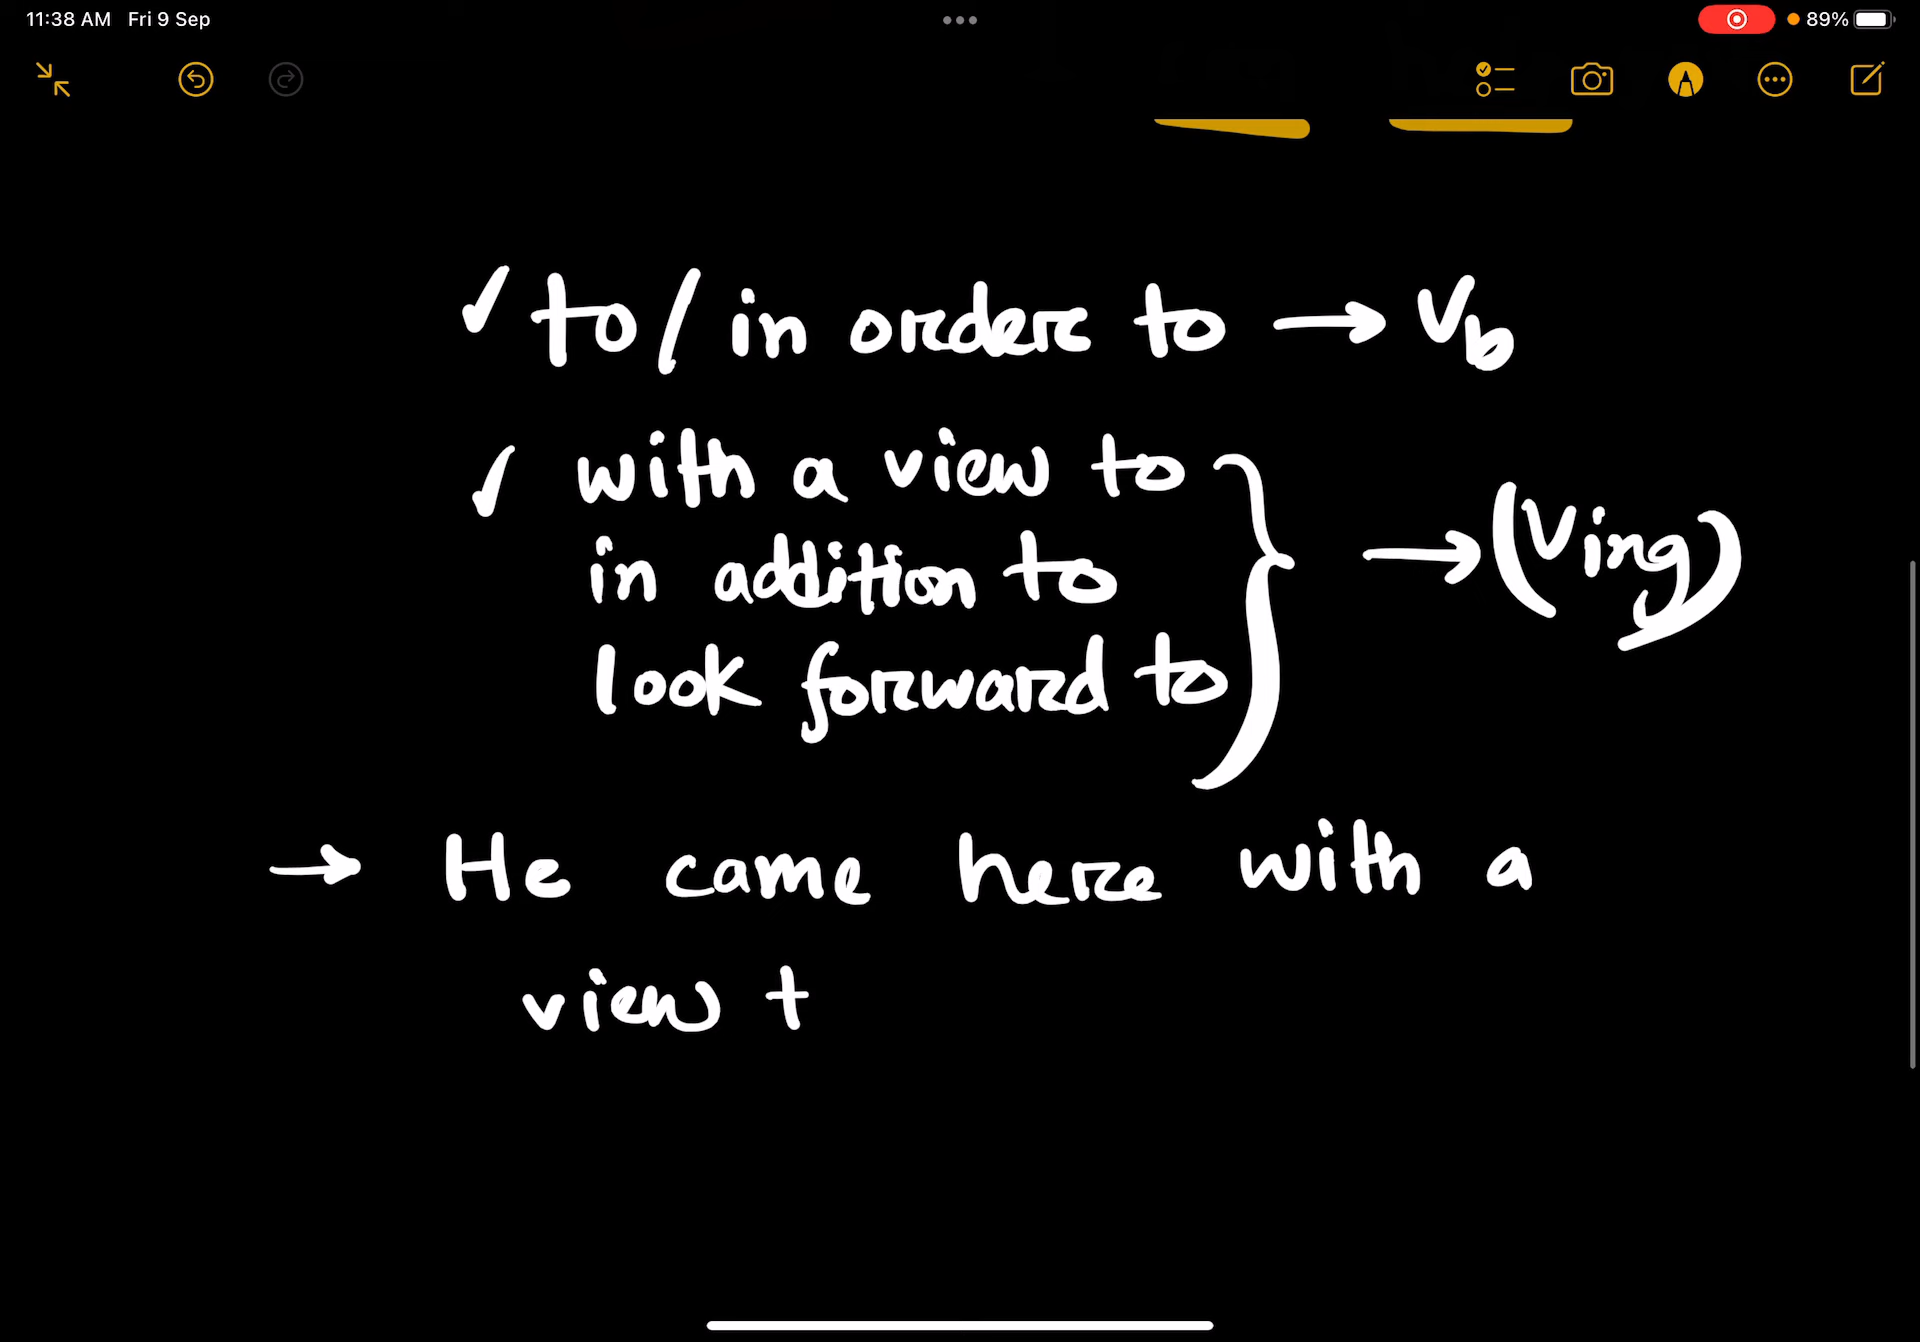 11:38 AM Fri 9 Sep 89%
✓ to / in order to → Vb
✓ with a view to
in addition to → (Ving)
look forward to
→ He came here with a
view t